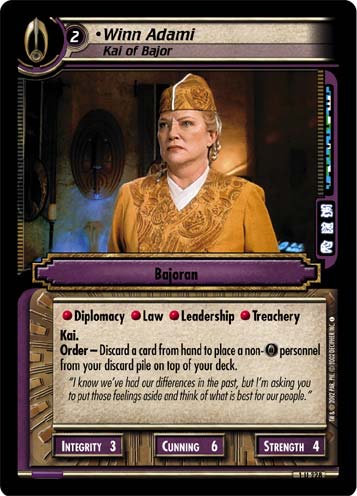 2
•Winn Adami
Kai of Bajor
Bajoran
Diplomacy Law Leadership Treachery
Kai.
Order – Discard a card from hand to place a non- personnel
from your discard pile on top of your deck.
"I know we've had our differences in the past, but I'm asking you
to put those feelings aside and think of what is best for our people."
INTEGRITY 3 CUNNING 6 STRENGTH 4